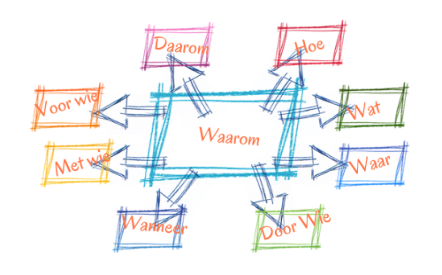 Daarom
Hoe
Voor wie
Wat
Waarom
Met wie
Waar
Wanneer
Door Wie